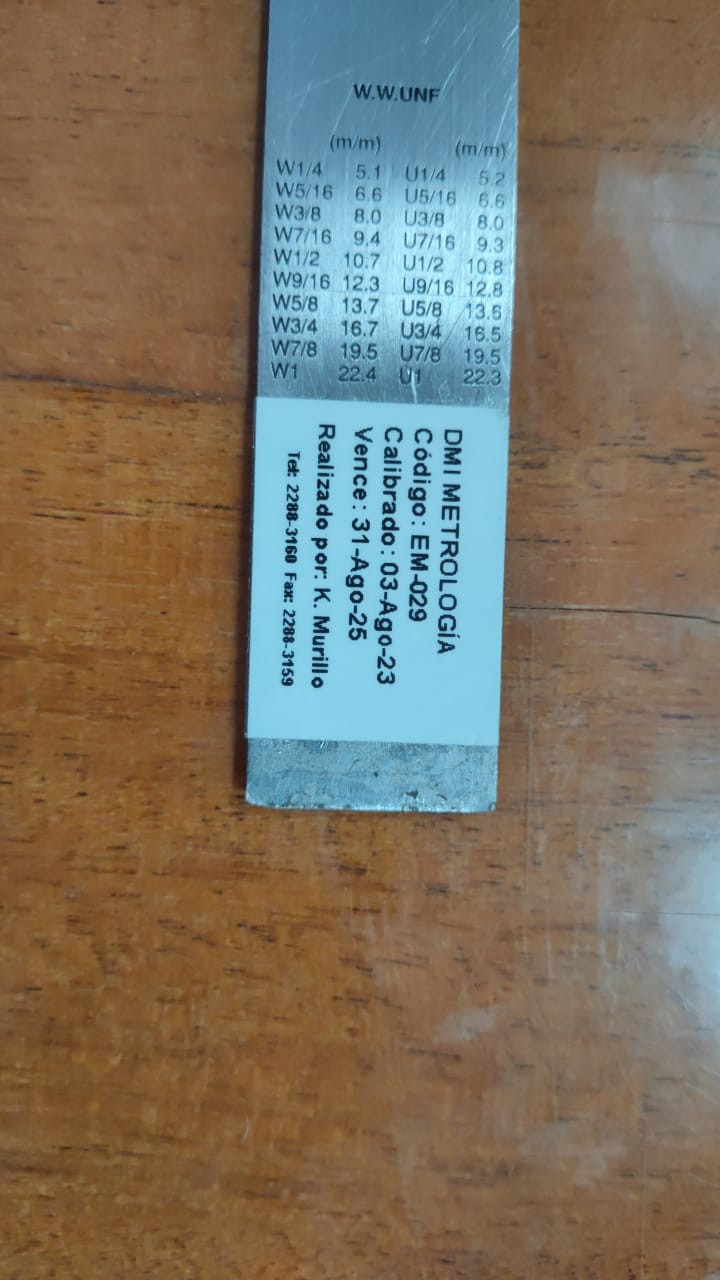 W.W.UNF
(m/m) (m/m)
W1/4 5.1 U1/4 5.2
W5/16 6.6 U5/16 6.6
W3/8 8.0 U3/8 8.0
W7/16 9.4 U7/16 9.3
W1/2 10.7 U1/2 10.8
W9/16 12.3 U9/16 12.8
W5/8 13.7 U5/8 13.6
W3/4 16.7 U3/4 16.5
W7/8 19.5 U7/8 19.5
W1 22.4 U1 22.3
DMI METROLOGÍA
Código: EM-029
Calibrado: 03-Ago-23
Vence: 31-Ago-25
Realizado por: K. Murillo
Tel: 2288-3160 Fax: 2288-3159